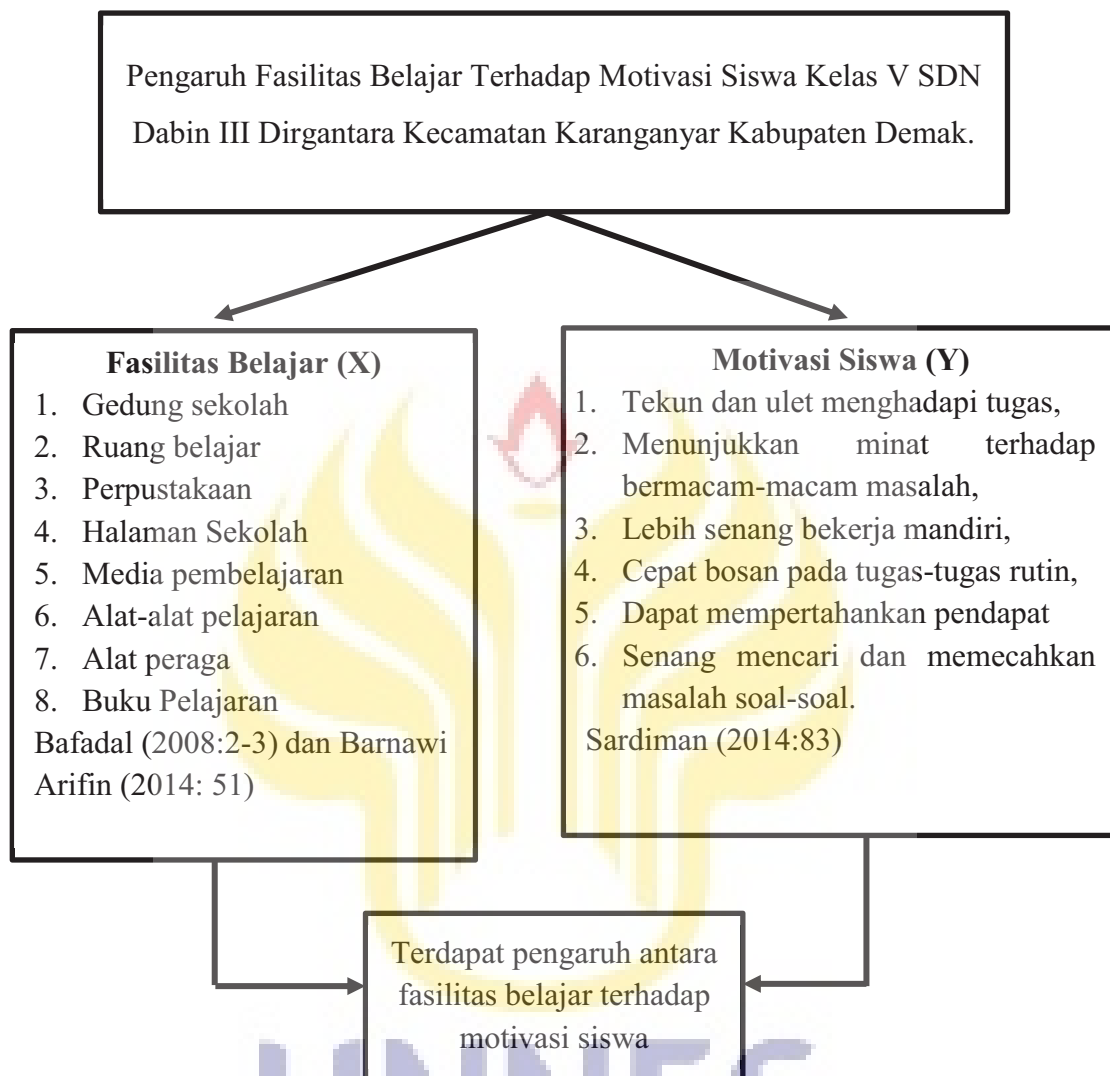 Pengaruh Fasilitas Belajar Terhadap Motivasi Siswa Kelas V SDN
Dabin III Dirgantara Kecamatan Karanganyar Kabupaten Demak.
Fasilitas Belajar (X)
1. Gedung sekolah
2. Ruang belajar
3. Perpustakaan
4. Halaman Sekolah
5. Media pembelajaran
6. Alat-alat pelajaran
7. Alat peraga
8. Buku Pelajaran
Bafadal (2008:2-3) dan Barnawi
Arifin (2014: 51)
Motivasi Siswa (Y)
1. Tekun dan ulet menghadapi tugas,
2. Menunjukkan minat terhadap
bermacam-macam masalah,
3. Lebih senang bekerja mandiri,
4. Cepat bosan pada tugas-tugas rutin,
5. Dapat mempertahankan pendapat
6. Senang mencari dan memecahkan
masalah soal-soal.
Sardiman (2014:83)
Terdapat pengaruh antara
fasilitas belajar terhadap
motivasi siswa